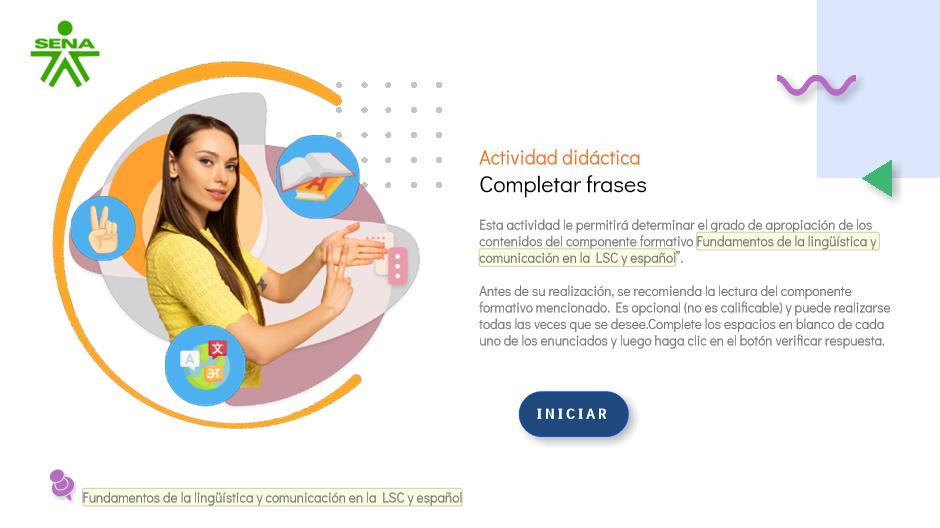 SENA
Actividad didáctica
Completar frases
Esta actividad le permitirá determinar el grado de apropiación de los
contenidos del componente formativo Fundamentos de la lingüística y
comunicación en la LSC y español”.
Antes de su realización, se recomienda la lectura del componente
formativo mencionado. Es opcional (no es calificable) y puede realizarse
todas las veces que se desee.Complete los espacios en blanco de cada
uno de los enunciados y luego haga clic en el botón verificar respuesta.
INICIAR
Fundamentos de la lingüística y comunicación en la LSC y español